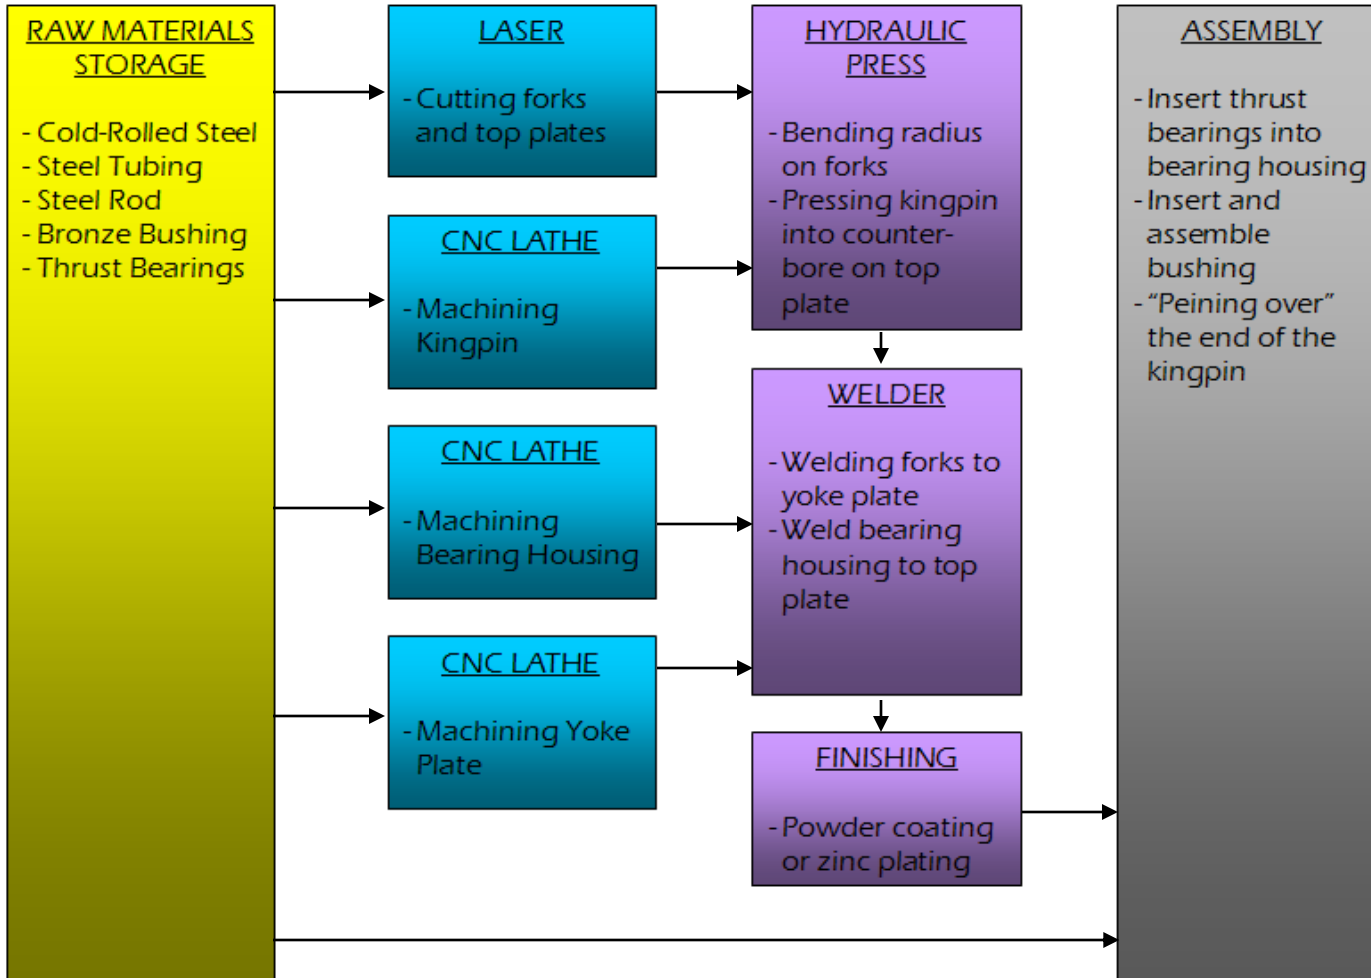 RAW MATERIALS
STORAGE
- Cold-Rolled Steel
- Steel Tubing
- Steel Rod
- Bronze Bushing
- Thrust Bearings
LASER
- Cutting forks
and top plates
CNC LATHE
- Machining
Kingpin
CNC LATHE
- Machining
Bearing Housing
CNC LATHE
- Machining Yoke
Plate
HYDRAULIC
PRESS
- Bending radius
on forks
- Pressing kingpin
into counter-
bore on top
plate
WELDER
- Welding forks to
yoke plate
- Weld bearing
housing to top
plate
FINISHING
- Powder coating
or zinc plating
ASSEMBLY
- Insert thrust
bearings into
bearing housing
- Insert and
assemble
bushing
- “Peining over”
the end of the
kingpin